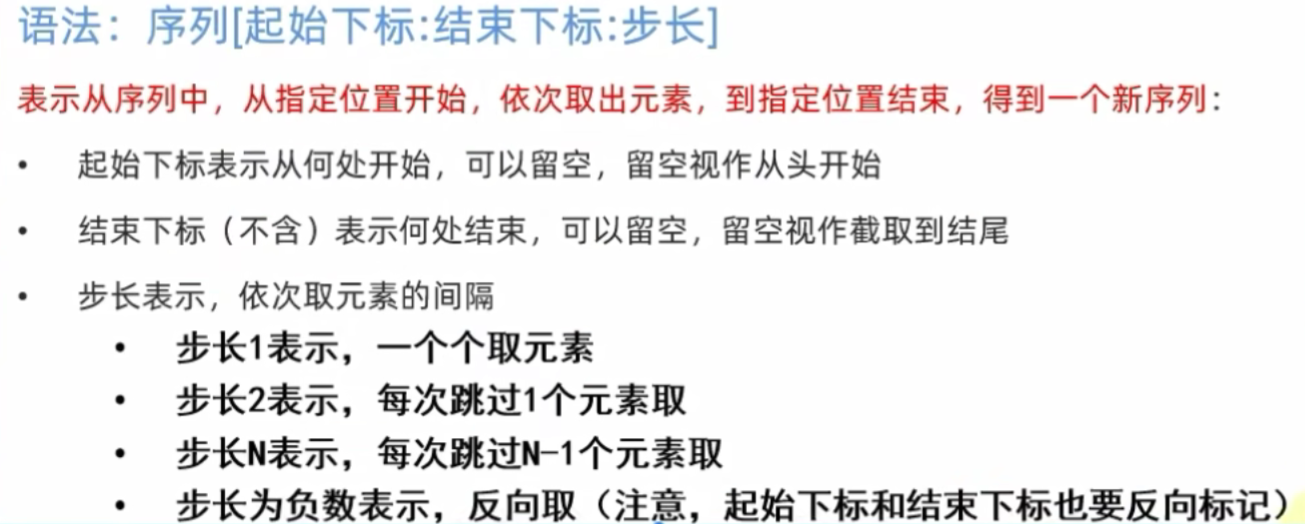 语法：序列[起始下标:结束下标:步长]
表示从序列中，从指定位置开始，依次取出元素，到指定位置结束，得到一个新序列：
• 起始下标表示从何处开始，可以留空，留空视作从头开始
• 结束下标（不含）表示何处结束，可以留空，留空视作截取到结尾
• 步长表示，依次取元素的间隔
• 步长1表示，一个个取元素
• 步长2表示，每次跳过1个元素取
• 步长N表示，每次跳过N-1个元素取
• 步长为负数表示，反向取（注意，起始下标和结束下标也要反向标记）